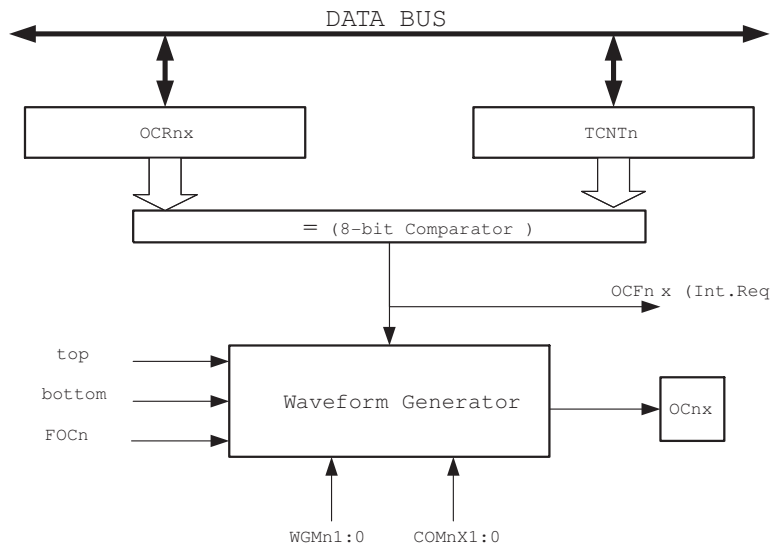 DATA BUS
OCRnx
TCNTn
= (8-bit Comparator )
OCFn x (Int.Req
top
bottom
FOCn
Waveform Generator
OCnx
WGMn1:0
COMnX1:0